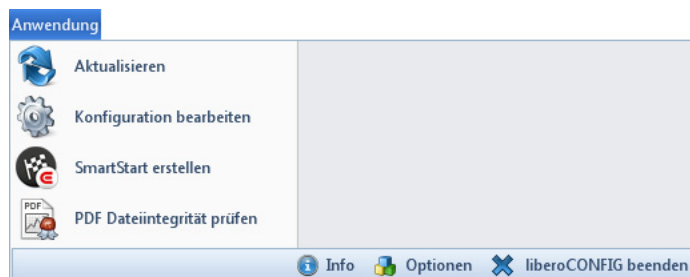 Anwendung
Aktualisieren
Konfiguration bearbeiten
SmartStart erstellen
PDF
PDF Dateiintegrität prüfen
Info Optionen liberoCONFIG beenden